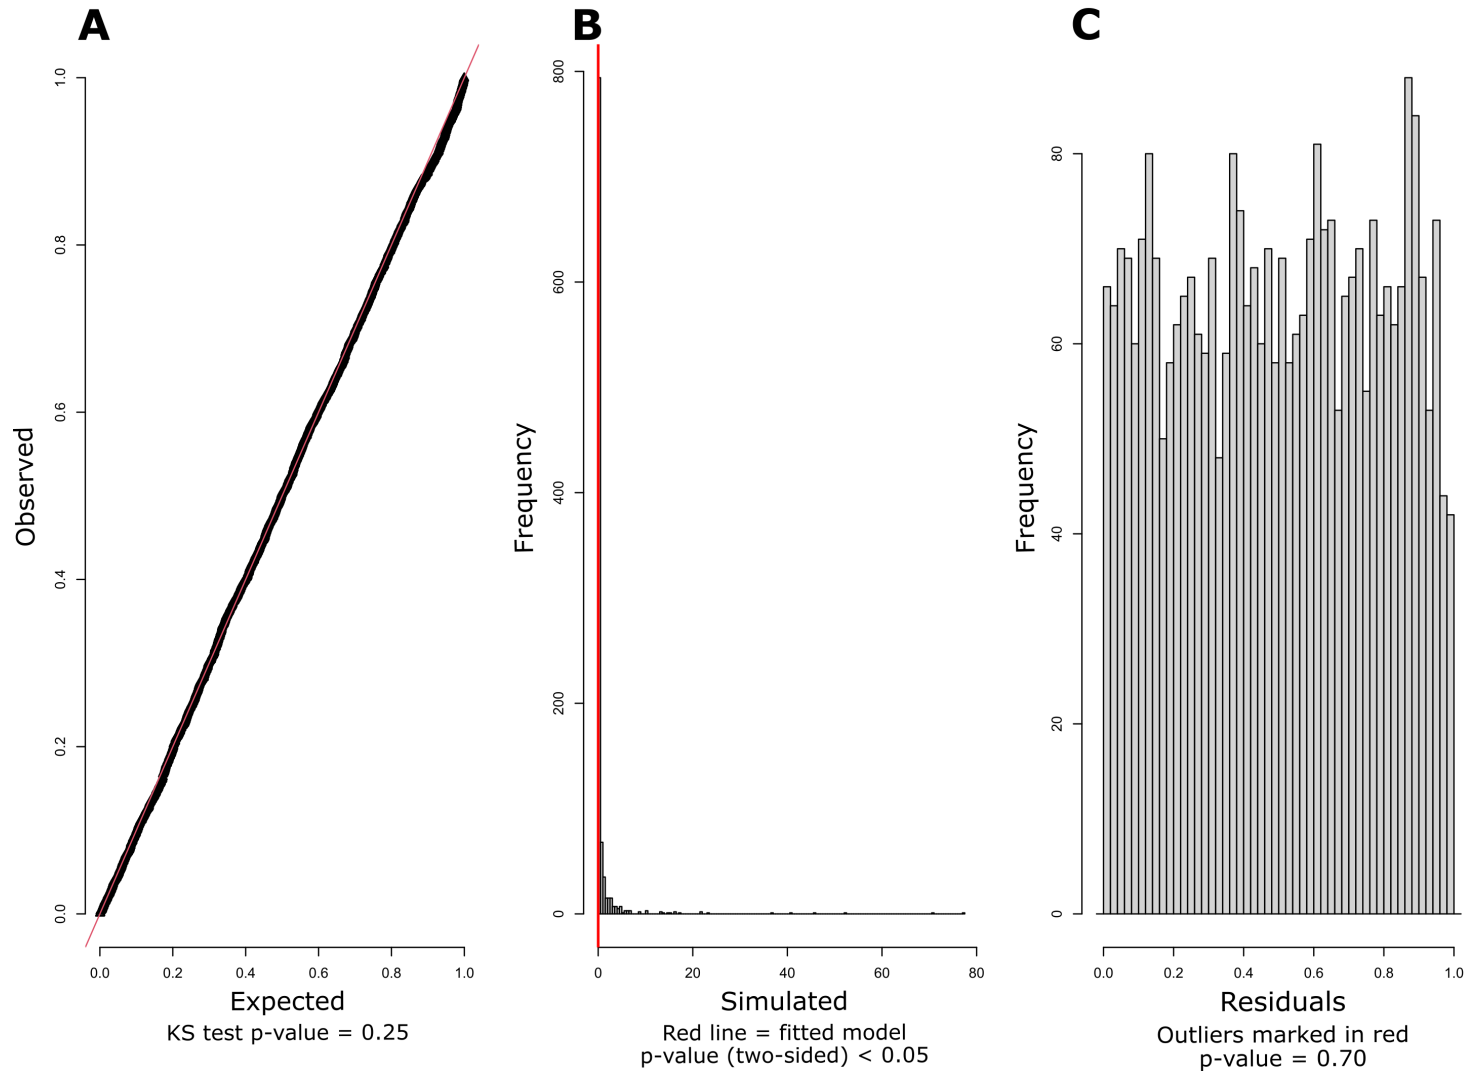 A
B
C
Observed
1.0
0.8
0.6
0.4
0.2
0.0
0.0 0.2 0.4 0.6 0.8 1.0
Expected
KS test p-value = 0.25
Frequency
800
600
400
200
0
0 20 40 60 80
Simulated
Red line = fitted model
p-value (two-sided) < 0.05
Frequency
80
60
40
20
0
0.0 0.2 0.4 0.6 0.8 1.0
Residuals
Outliers marked in red
p-value = 0.70